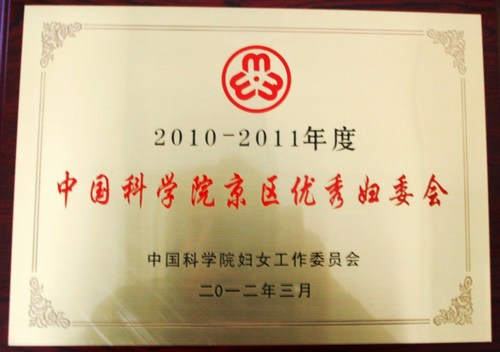 2010-2011年度
中国科学院京区优秀妇委会
中国科学院妇女工作委员会
二〇一二年三月